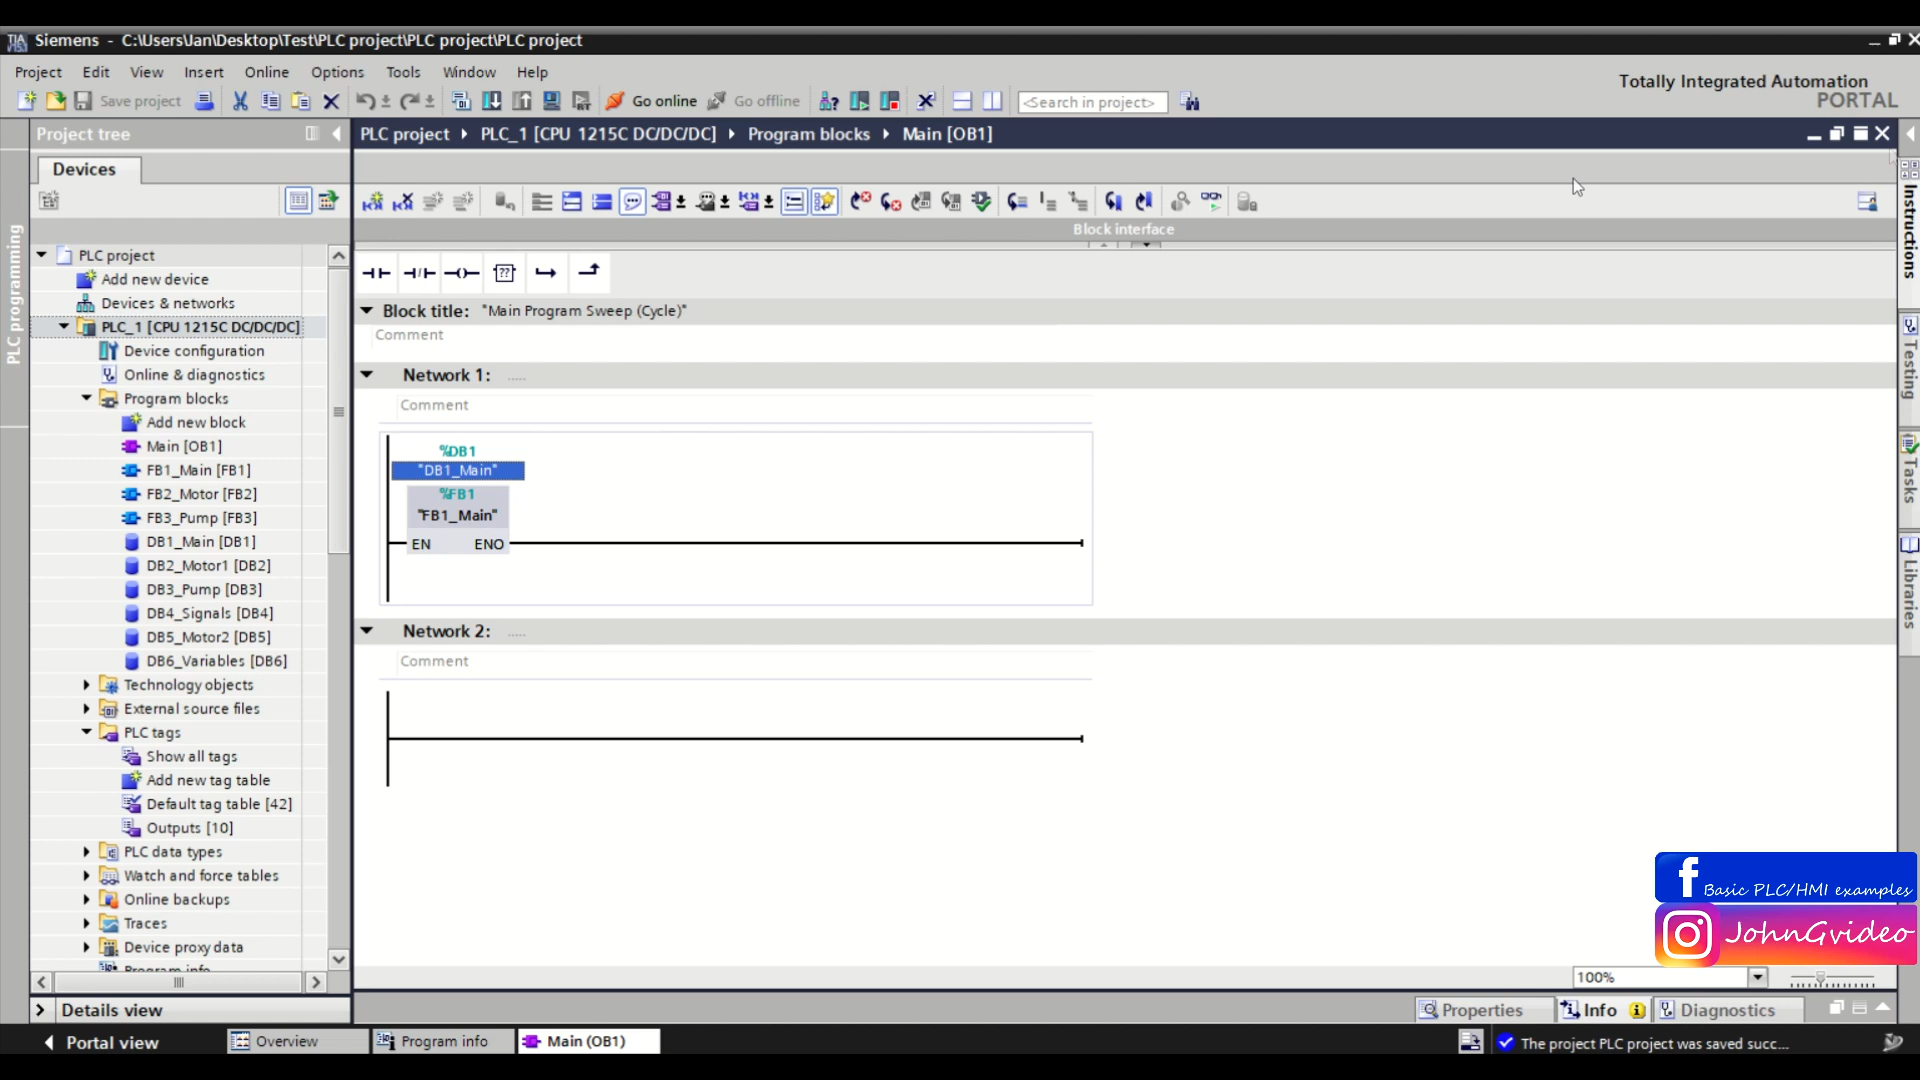 Siemens - C:\Users\Jan\Desktop\Test\PLC project\PLC project\PLC project
Project Edit View Insert Online Options Tools Window Help
Totally Integrated Automation
PORTAL
Save project
Go online
Go offline
<Search in project>
Project tree
PLC project PLC_1 [CPU 1215C DC/DC/DC] Program blocks Main [OB1]
Devices
PLC programming
Block interface
PLC project
Add new device
Devices & networks
PLC_1 [CPU 1215C DC/DC/DC]
Device configuration
Online & diagnostics
Program blocks
Add new block
Main [OB1]
FB1_Main [FB1]
FB2_Motor [FB2]
FB3_Pump [FB3]
DB1_Main [DB1]
DB2_Motor1 [DB2]
DB3_Pump [DB3]
DB4_Signals [DB4]
DB5_Motor2 [DB5]
DB6_Variables [DB6]
Technology objects
External source files
PLC tags
Show all tags
Add new tag table
Default tag table [42]
Outputs [10]
PLC data types
Watch and force tables
Online backups
Traces
Device proxy data
Program info
Details view
??
Block title: "Main Program Sweep (Cycle)"
Comment
Network 1: .....
Comment
%DB1
"DB1_Main"
%FB1
"FB1_Main"
EN ENO
Network 2: .....
Comment
Instructions
Testing
Tasks
Libraries
Basic PLC/HMI examples
JohnGvideo
100%
Properties Info Diagnostics
Portal view
Overview
Program info
Main (OB1)
The project PLC project was saved succ...